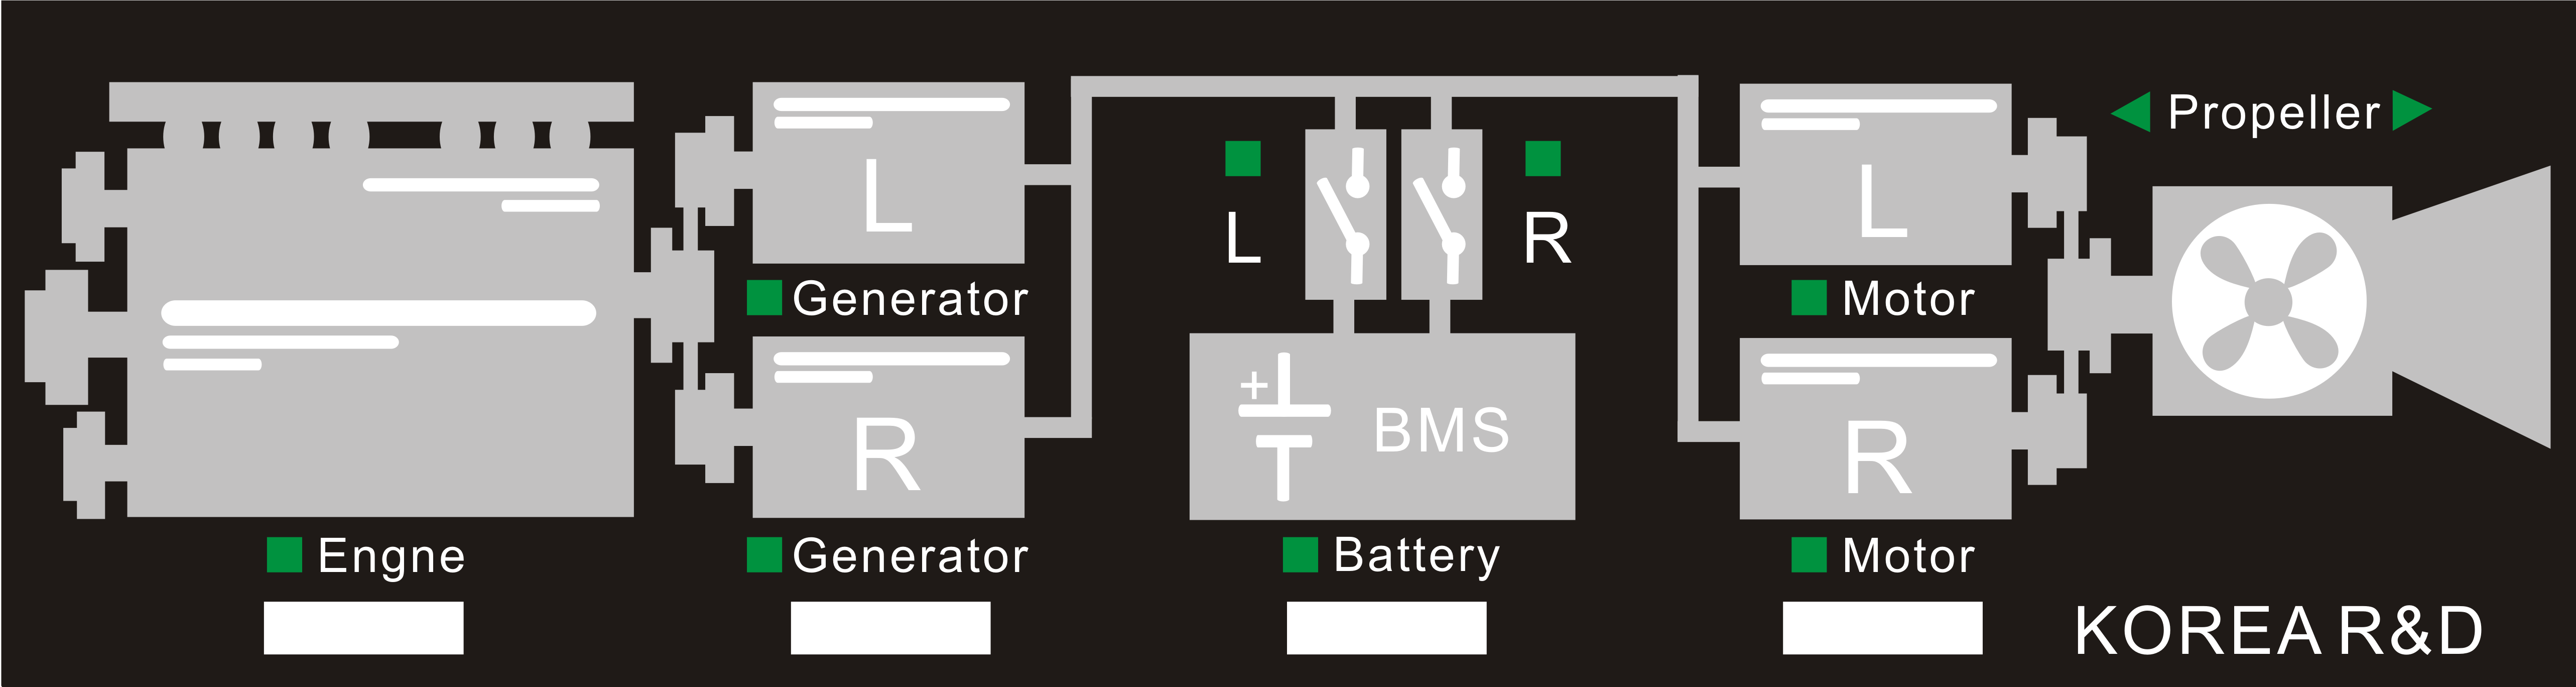 L
Generator
R
Engne
Generator
L
R
+
BMS
Battery
L
Motor
R
Motor
Propeller
KOREA R&D